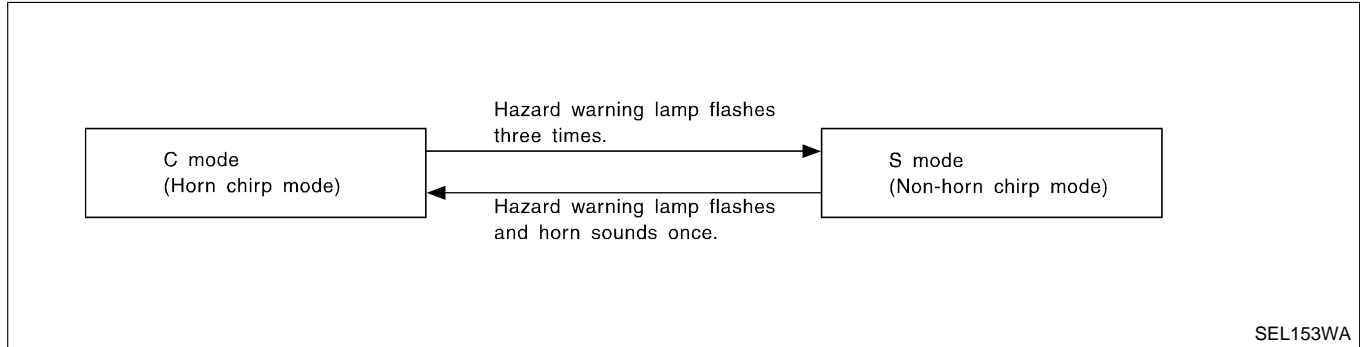 Hazard warning lamp flashes
three times.
C mode
(Horn chirp mode)
S mode
(Non-horn chirp mode)
Hazard warning lamp flashes
and horn sounds once.
SEL153WA